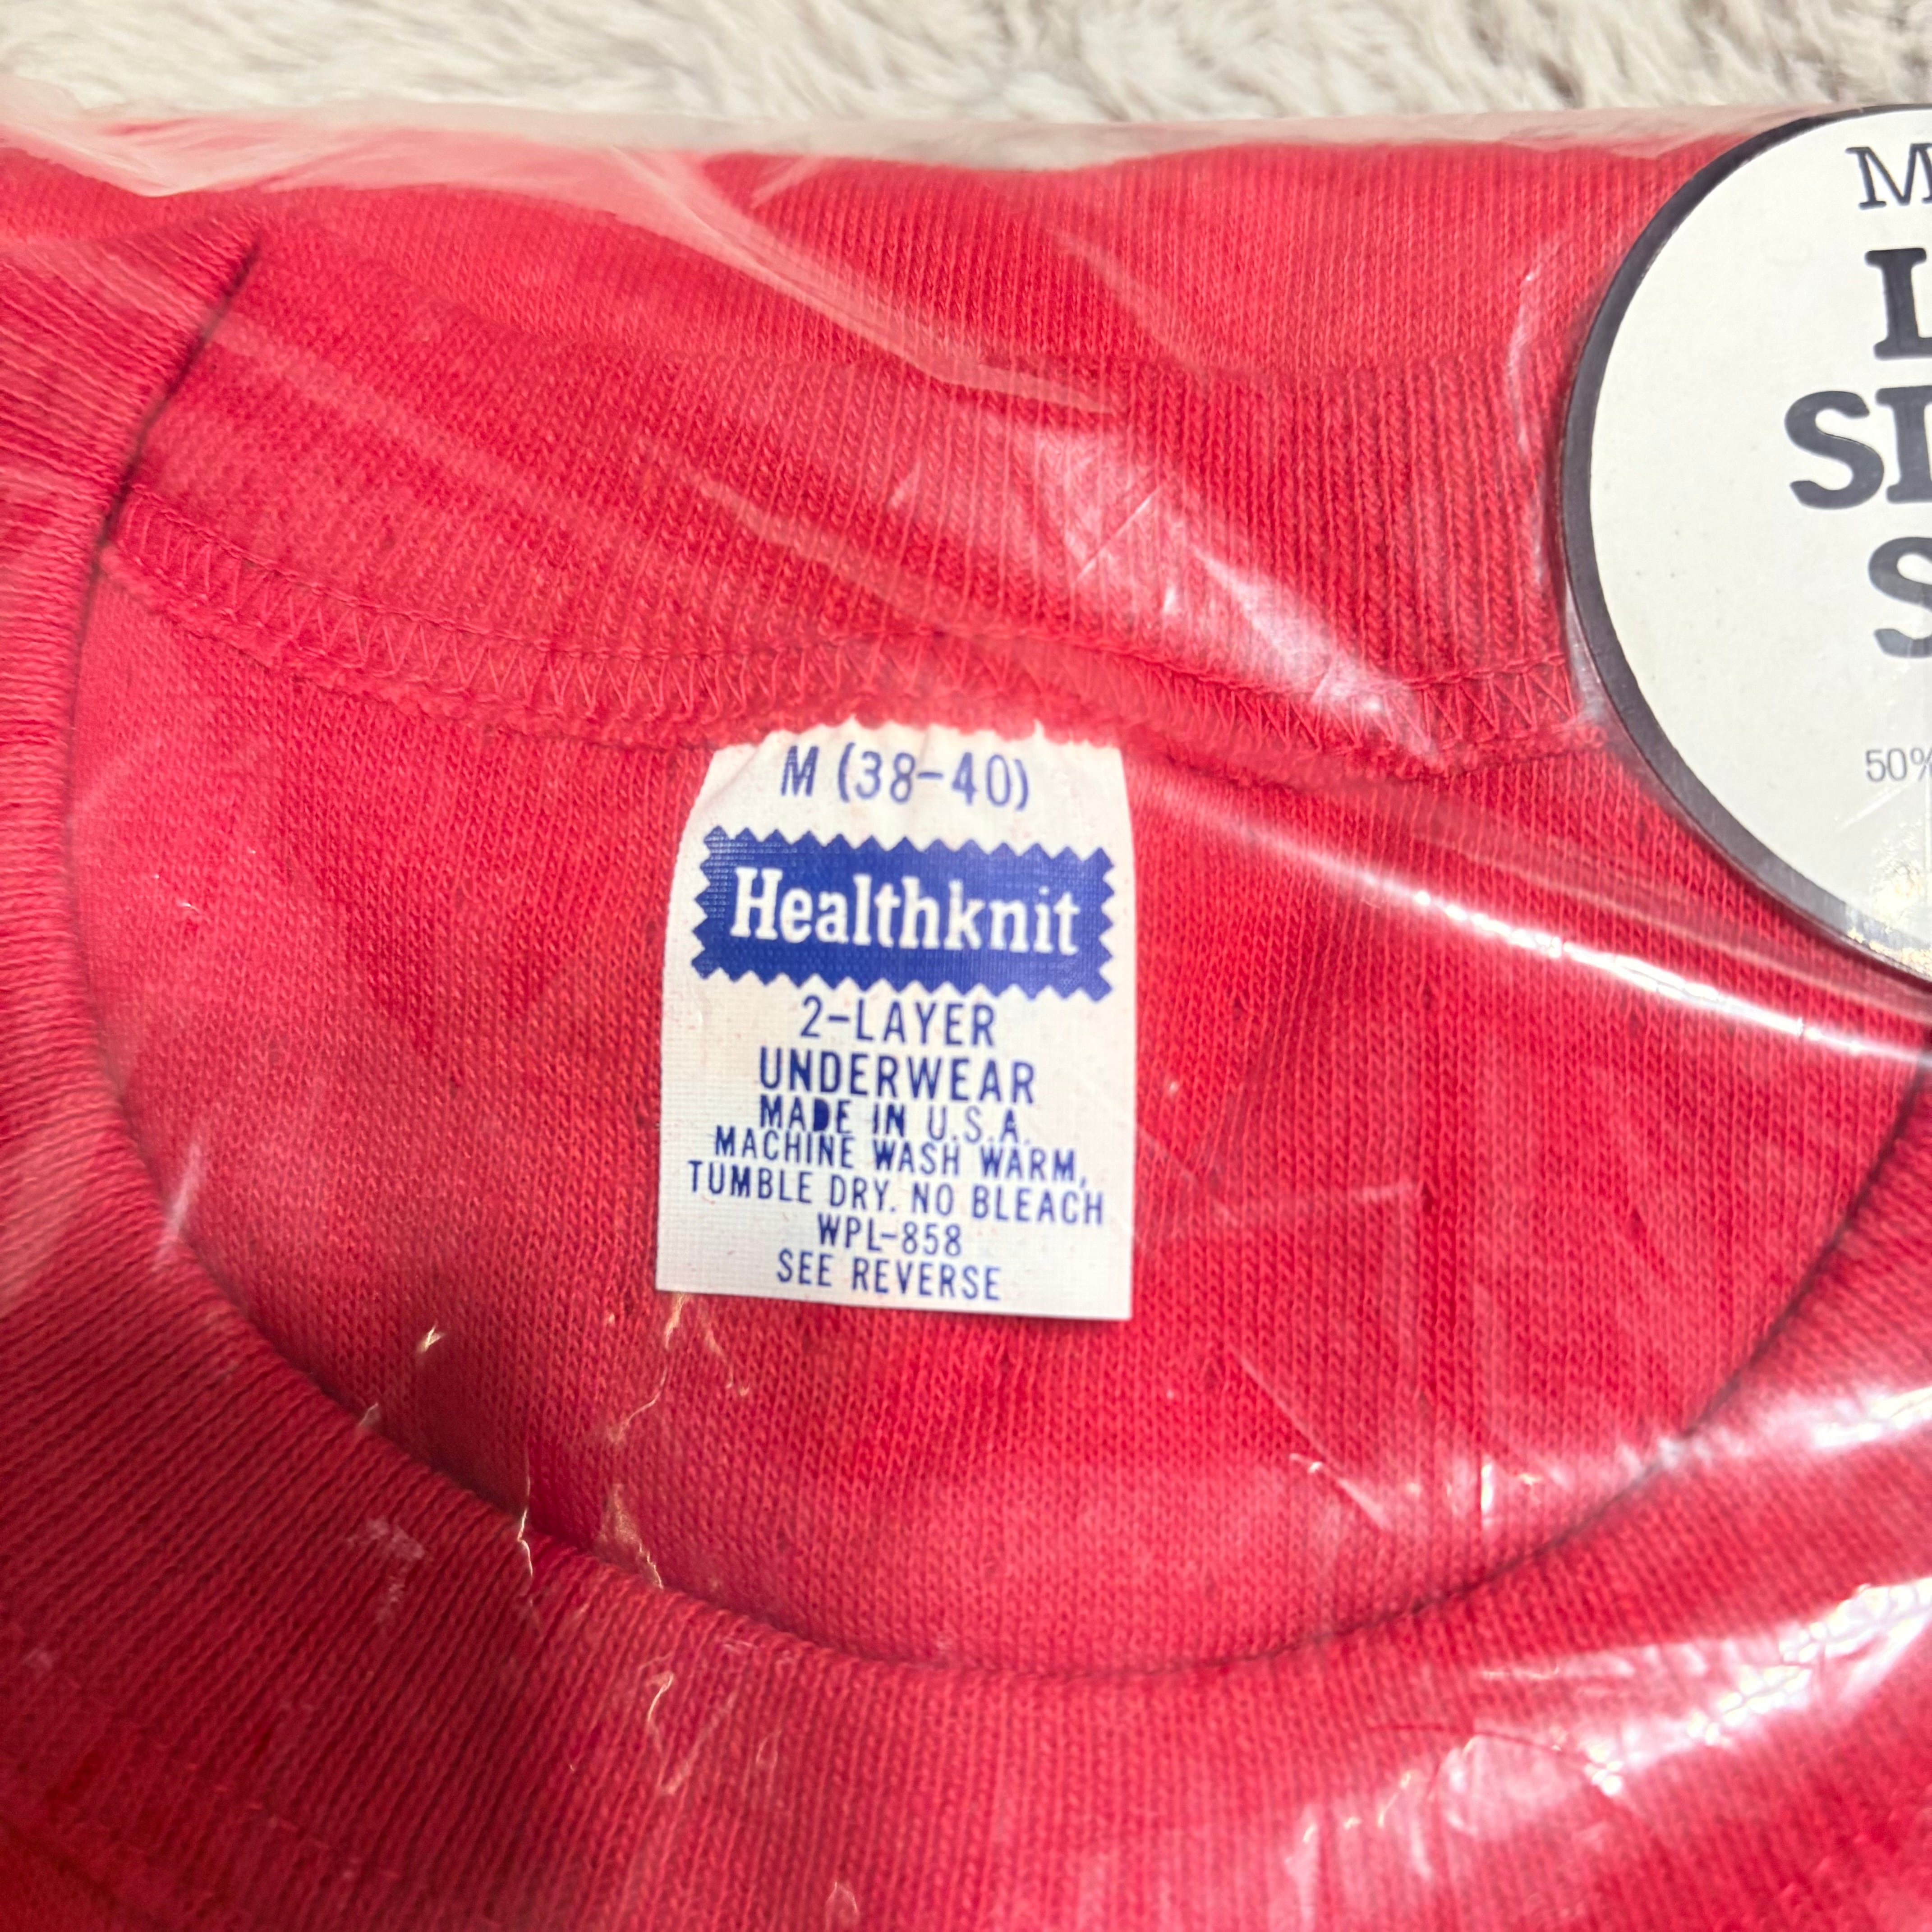 M (38-40)
Healthknit
2-LAYER
UNDERWEAR
MADE IN U.S.A.
MACHINE WASH WARM,
TUMBLE DRY. NO BLEACH
WPL-858
SEE REVERSE
50%